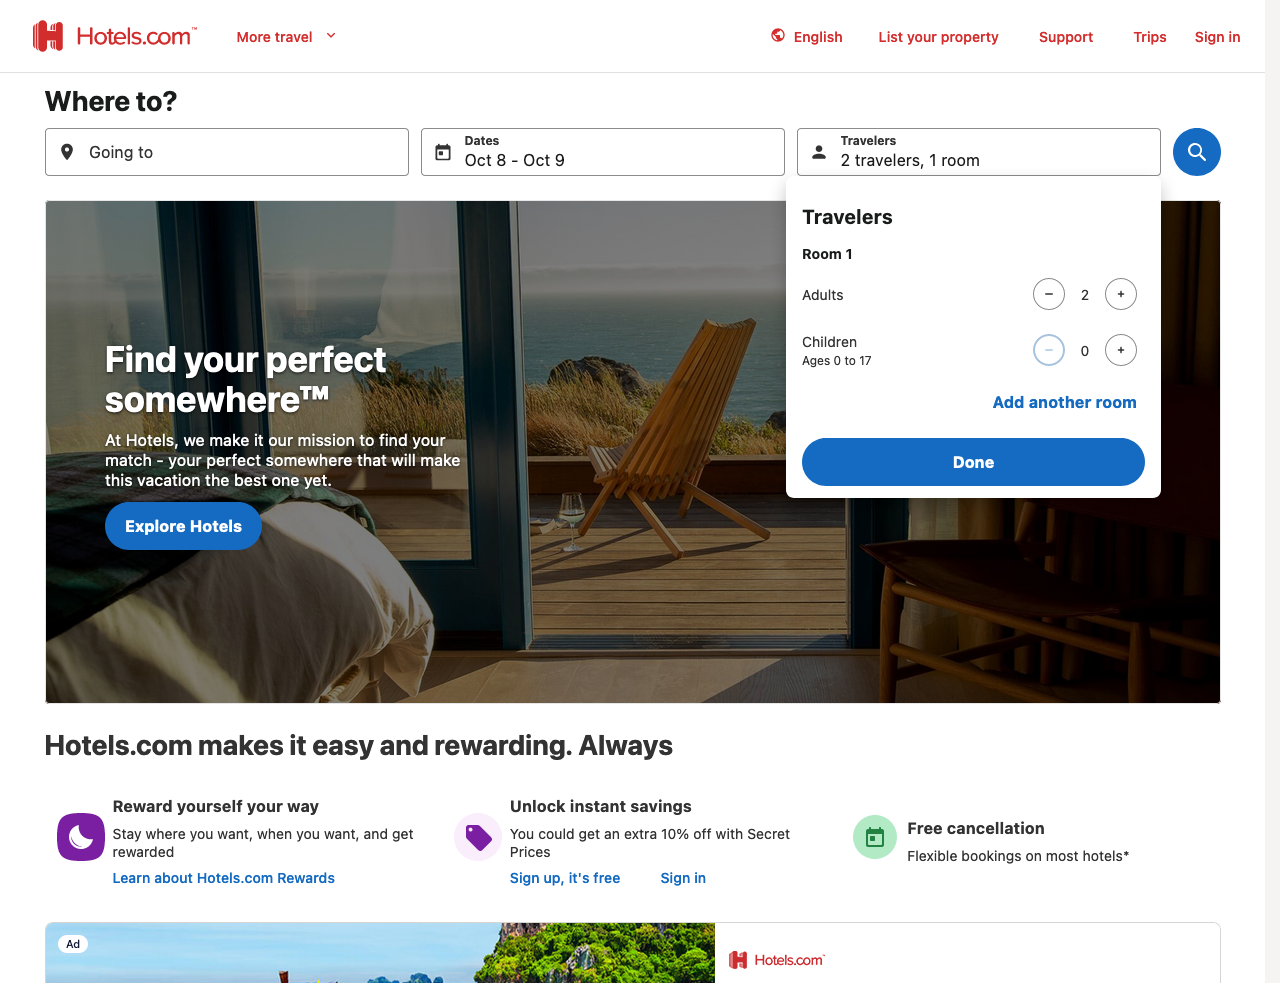 Hotels.com™
More travel
English
List your property
Support
Trips
Sign in
Where to?
Going to
Dates
Oct 8 - Oct 9
Travelers
2 travelers, 1 room
Travelers
Room 1
Adults
2
Children
Ages 0 to 17
0
Add another room
Done
Find your perfect
somewhere™
At Hotels, we make it our mission to find your
match - your perfect somewhere that will make
this vacation the best one yet.
Explore Hotels
Hotels.com makes it easy and rewarding. Always
Reward yourself your way
Stay where you want, when you want, and get
rewarded
Learn about Hotels.com Rewards
Unlock instant savings
You could get an extra 10% off with Secret
Prices
Sign up, it's free
Sign in
Free cancellation
Flexible bookings on most hotels*
Ad
Hotels.com